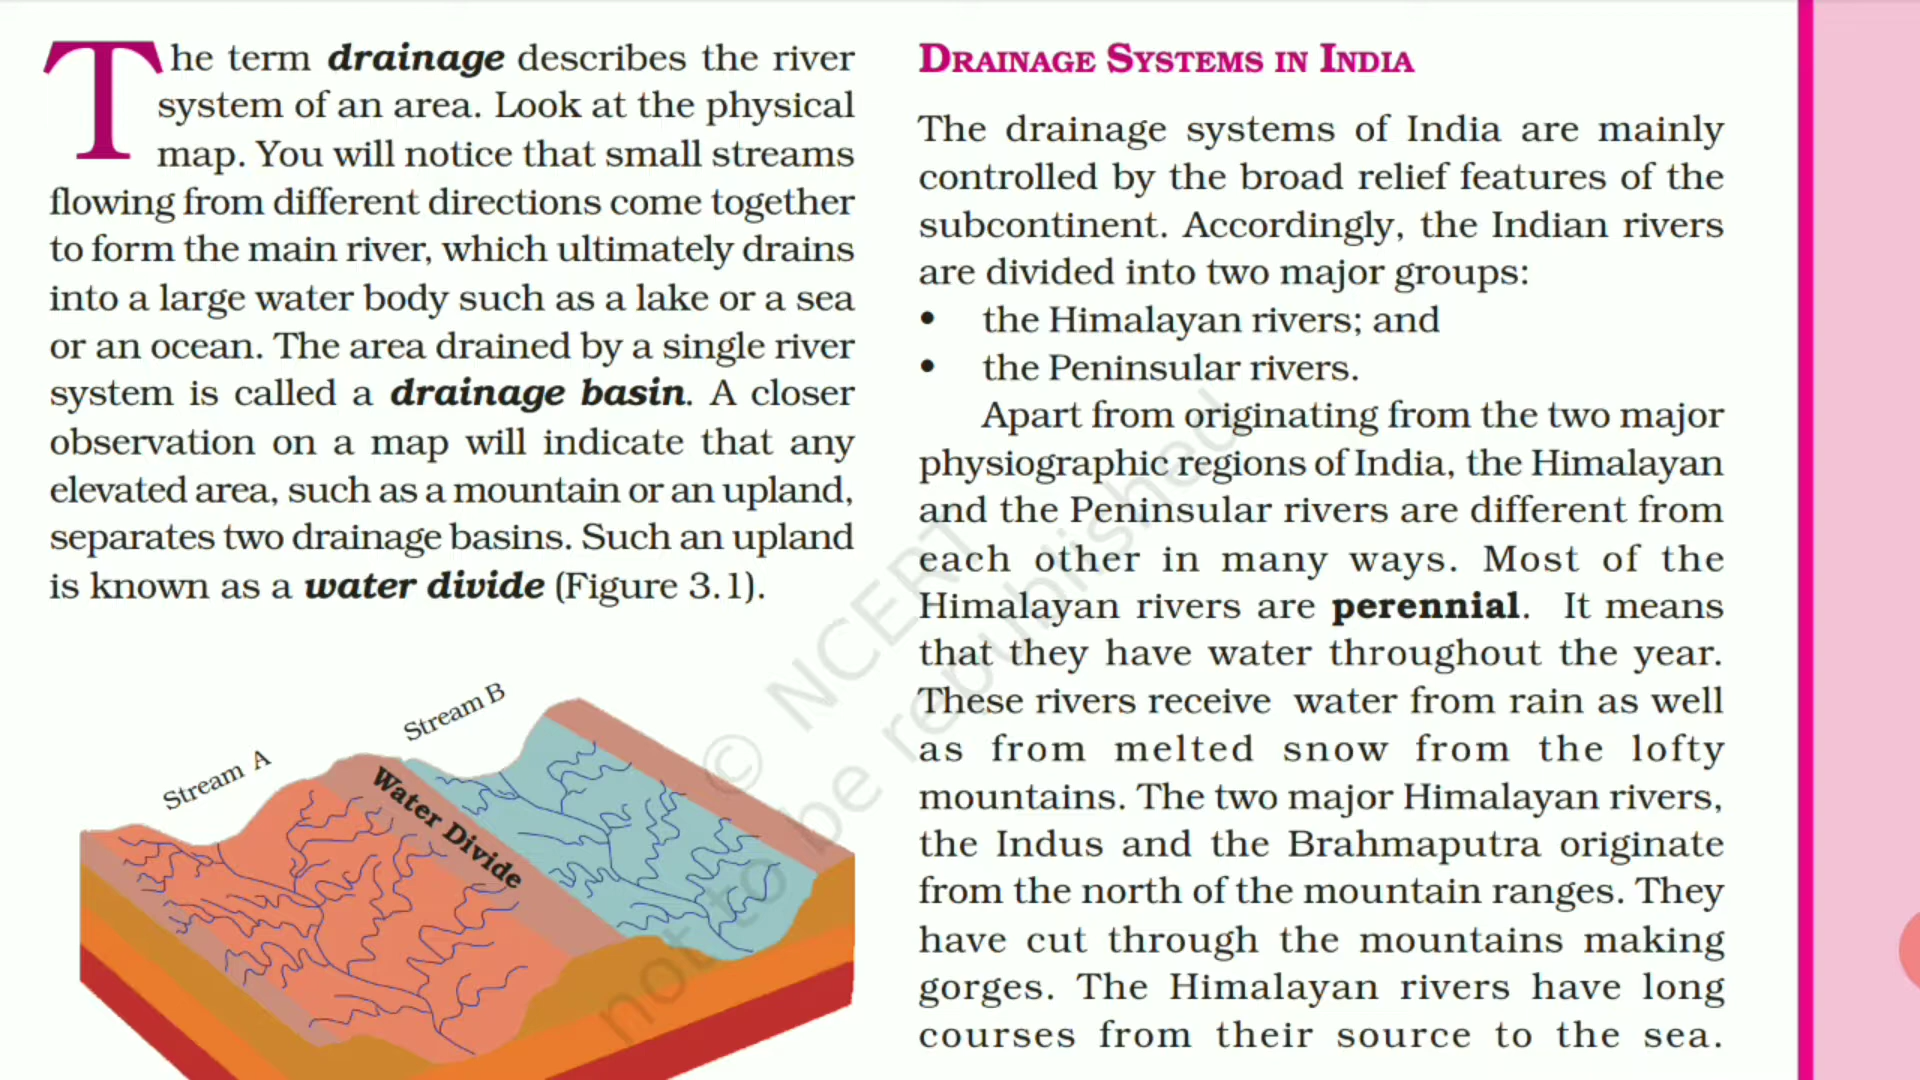 The term drainage describes the river
system of an area. Look at the physical
map. You will notice that small streams
flowing from different directions come together
to form the main river, which ultimately drains
into a large water body such as a lake or a sea
or an ocean. The area drained by a single river
system is called a drainage basin. A closer
observation on a map will indicate that any
elevated area, such as a mountain or an upland,
separates two drainage basins. Such an upland
is known as a water divide (Figure 3.1).
Stream A
Stream B
Water Divide
DRAINAGE SYSTEMS IN INDIA
The drainage systems of India are mainly
controlled by the broad relief features of the
subcontinent. Accordingly, the Indian rivers
are divided into two major groups:
• the Himalayan rivers; and
• the Peninsular rivers.
Apart from originating from the two major
physiographic regions of India, the Himalayan
and the Peninsular rivers are different from
each other in many ways. Most of the
Himalayan rivers are perennial. It means
that they have water throughout the year.
These rivers receive water from rain as well
as from melted snow from the lofty
mountains. The two major Himalayan rivers,
the Indus and the Brahmaputra originate
from the north of the mountain ranges. They
have cut through the mountains making
gorges. The Himalayan rivers have long
courses from their source to the sea.
© NCERT
not to be republished